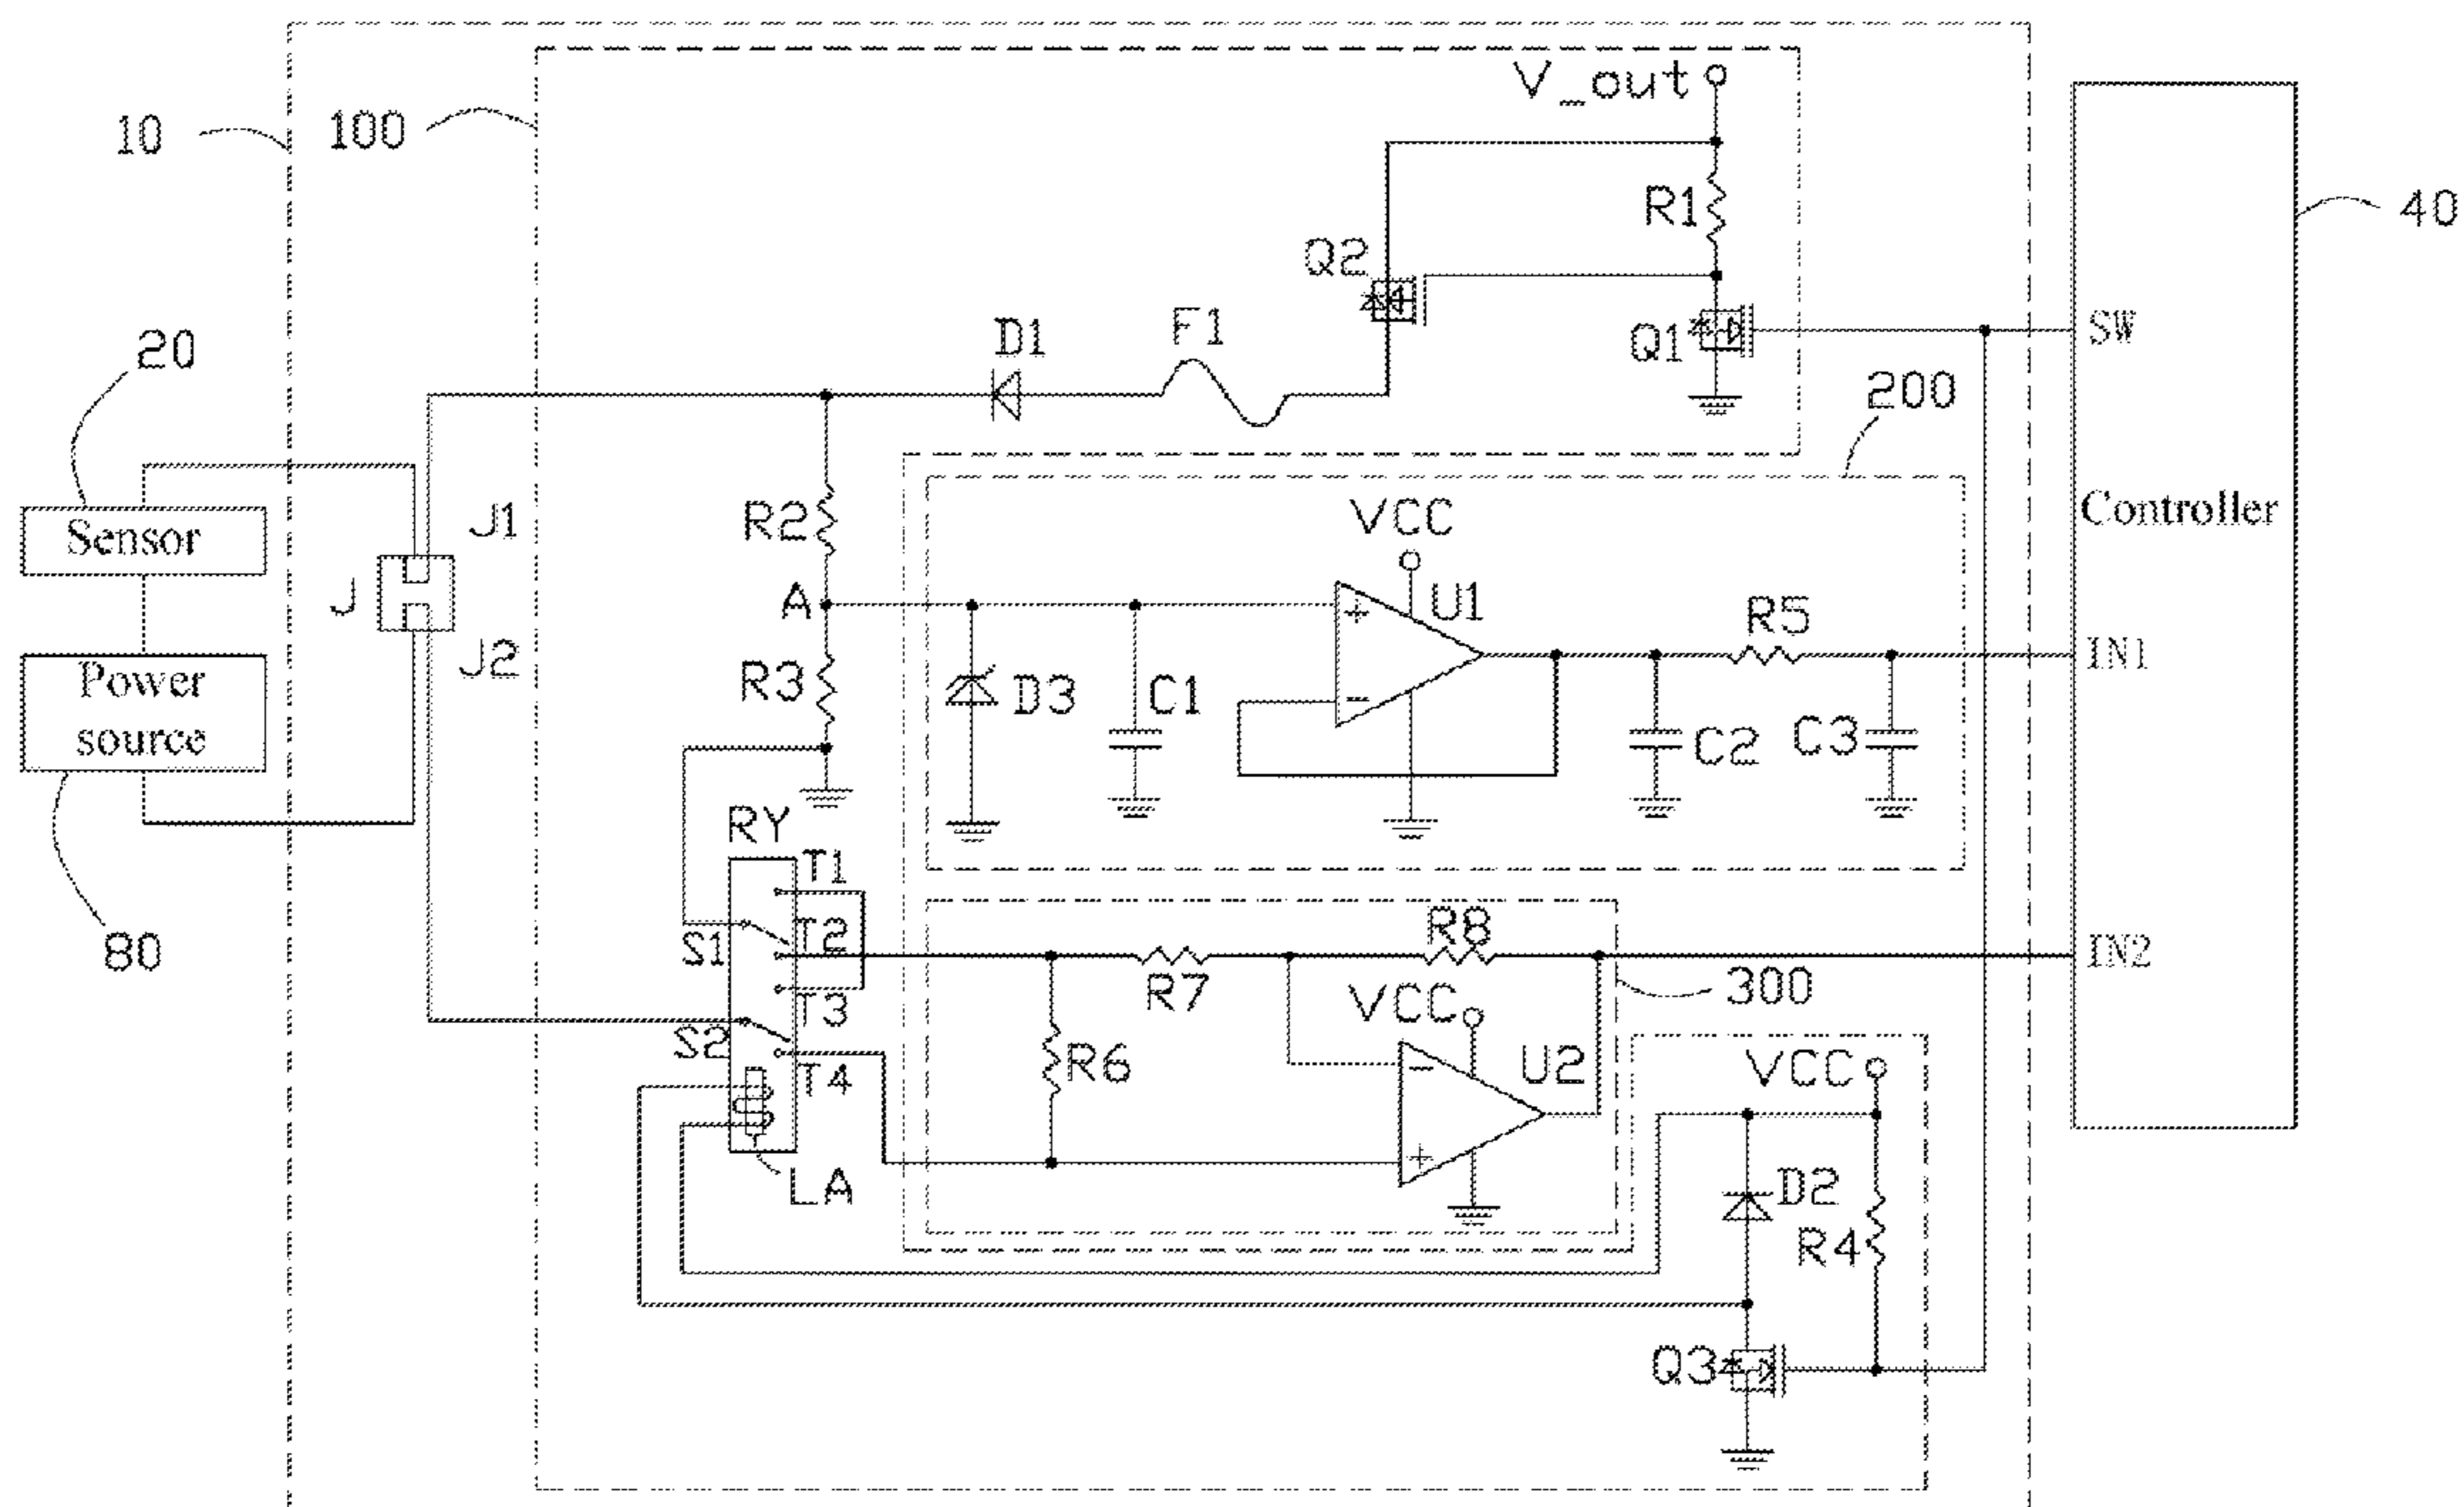 V_out
10
100
R1
40
Q2
SW
F1
Q1
20
D1
200
J1
R2
VCC
Controller
Sensor
J
A
U1
R5
IN1
J2
Power
source
R3
D3
C1
C2
C3
RY
T1
80
S1
T2
R8
IN2
R7
300
T3
VCC
S2
R6
U2
T4
VCC
LA
D2
R4
Q3